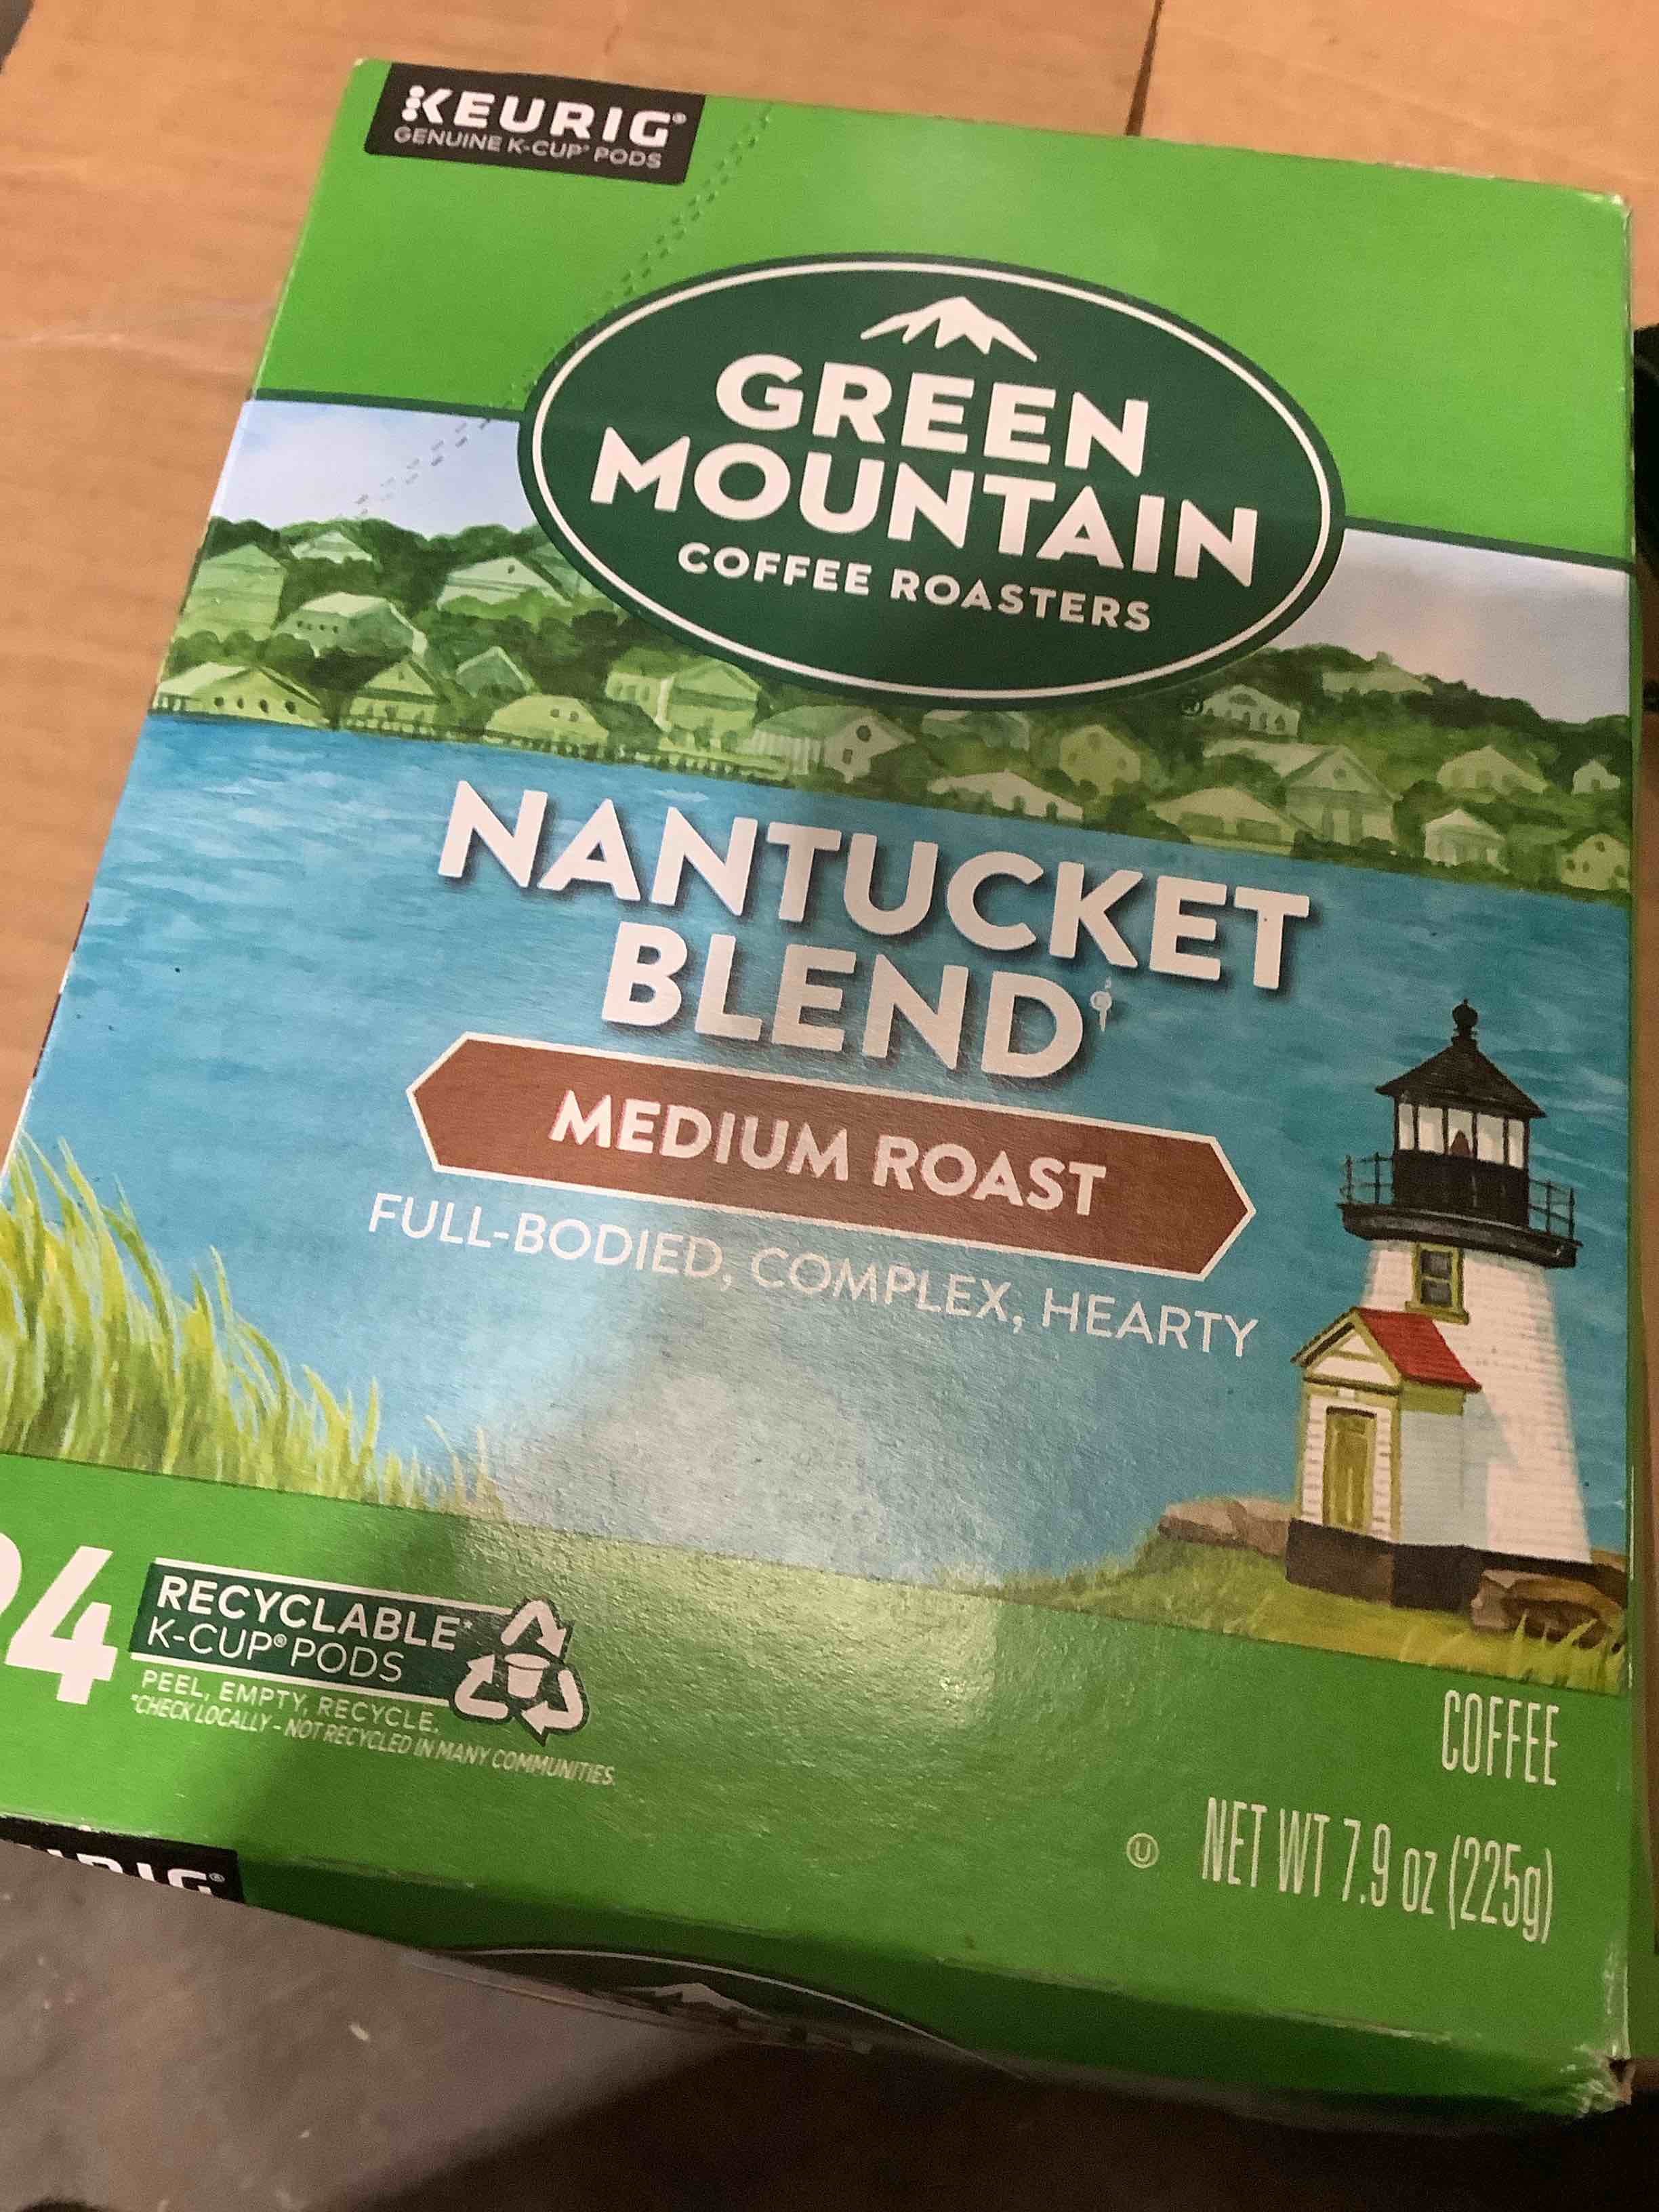 KEURIG®
GENUINE K-CUP® PODS
GREEN
MOUNTAIN
COFFEE ROASTERS
®
NANTUCKET
BLEND
MEDIUM ROAST
FULL-BODIED, COMPLEX, HEARTY
24
RECYCLABLE*
K-CUP® PODS
PEEL, EMPTY, RECYCLE.
*CHECK LOCALLY - NOT RECYCLED IN MANY COMMUNITIES.
COFFEE
U NET WT 7.9 oz (225g)